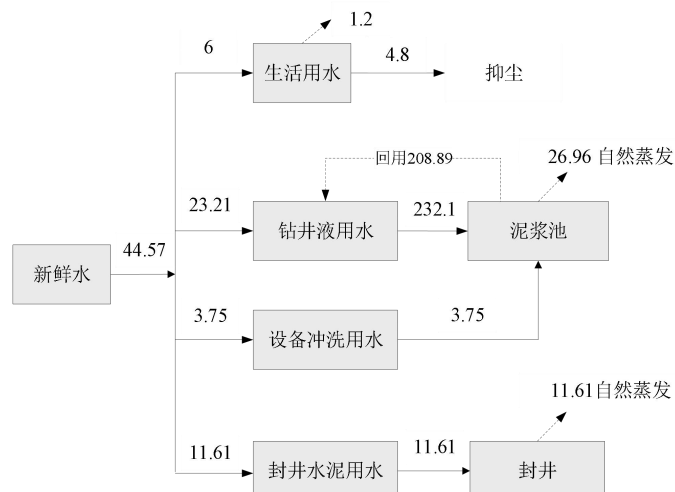 1.2
6
生活用水
4.8
抑尘
回用208.89
26.96 自然蒸发
23.21
钻井液用水
232.1
泥浆池
新鲜水
44.57
3.75
设备冲洗用水
3.75
11.61自然蒸发
11.61
封井水泥用水
11.61
封井